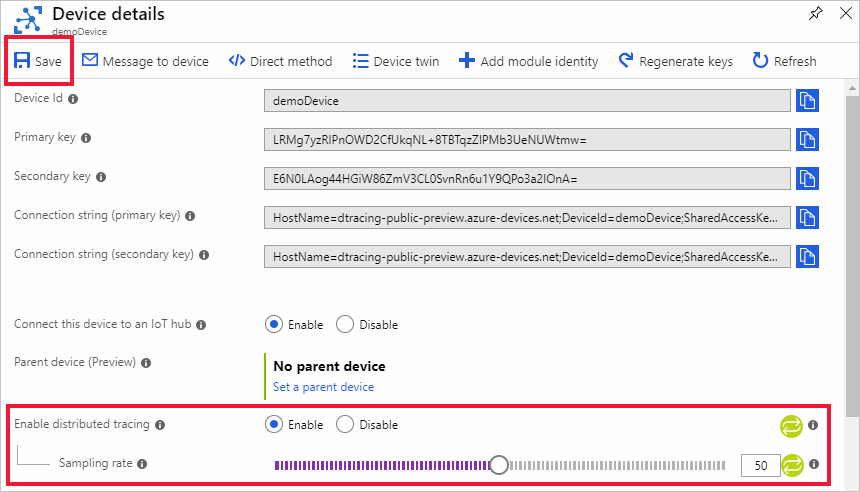 Device details
demoDevice
Save Message to device Device twin Direct method Add module identity Regenerate keys Refresh
Device Id demoDevice
Primary key LRMg7yzRIPnOWD2CfUkqNL+8TBTqzZIPMb3UeNUWtmw=
Secondary key E6N0LAog44HGiW86ZmV3CL0SvnRn6u1Y9QPo3a2IOnA=
Connection string (primary key) HostName=dtracing-public-preview.azure-devices.net;DeviceId=demoDevice;SharedAccessKe...
Connection string (secondary key) HostName=dtracing-public-preview.azure-devices.net;DeviceId=demoDevice;SharedAccessKe...
Connect this device to an IoT hub Enable Disable
Parent device (Preview) No parent device
Set a parent device
Enable distributed tracing Enable Disable
Sampling rate 50